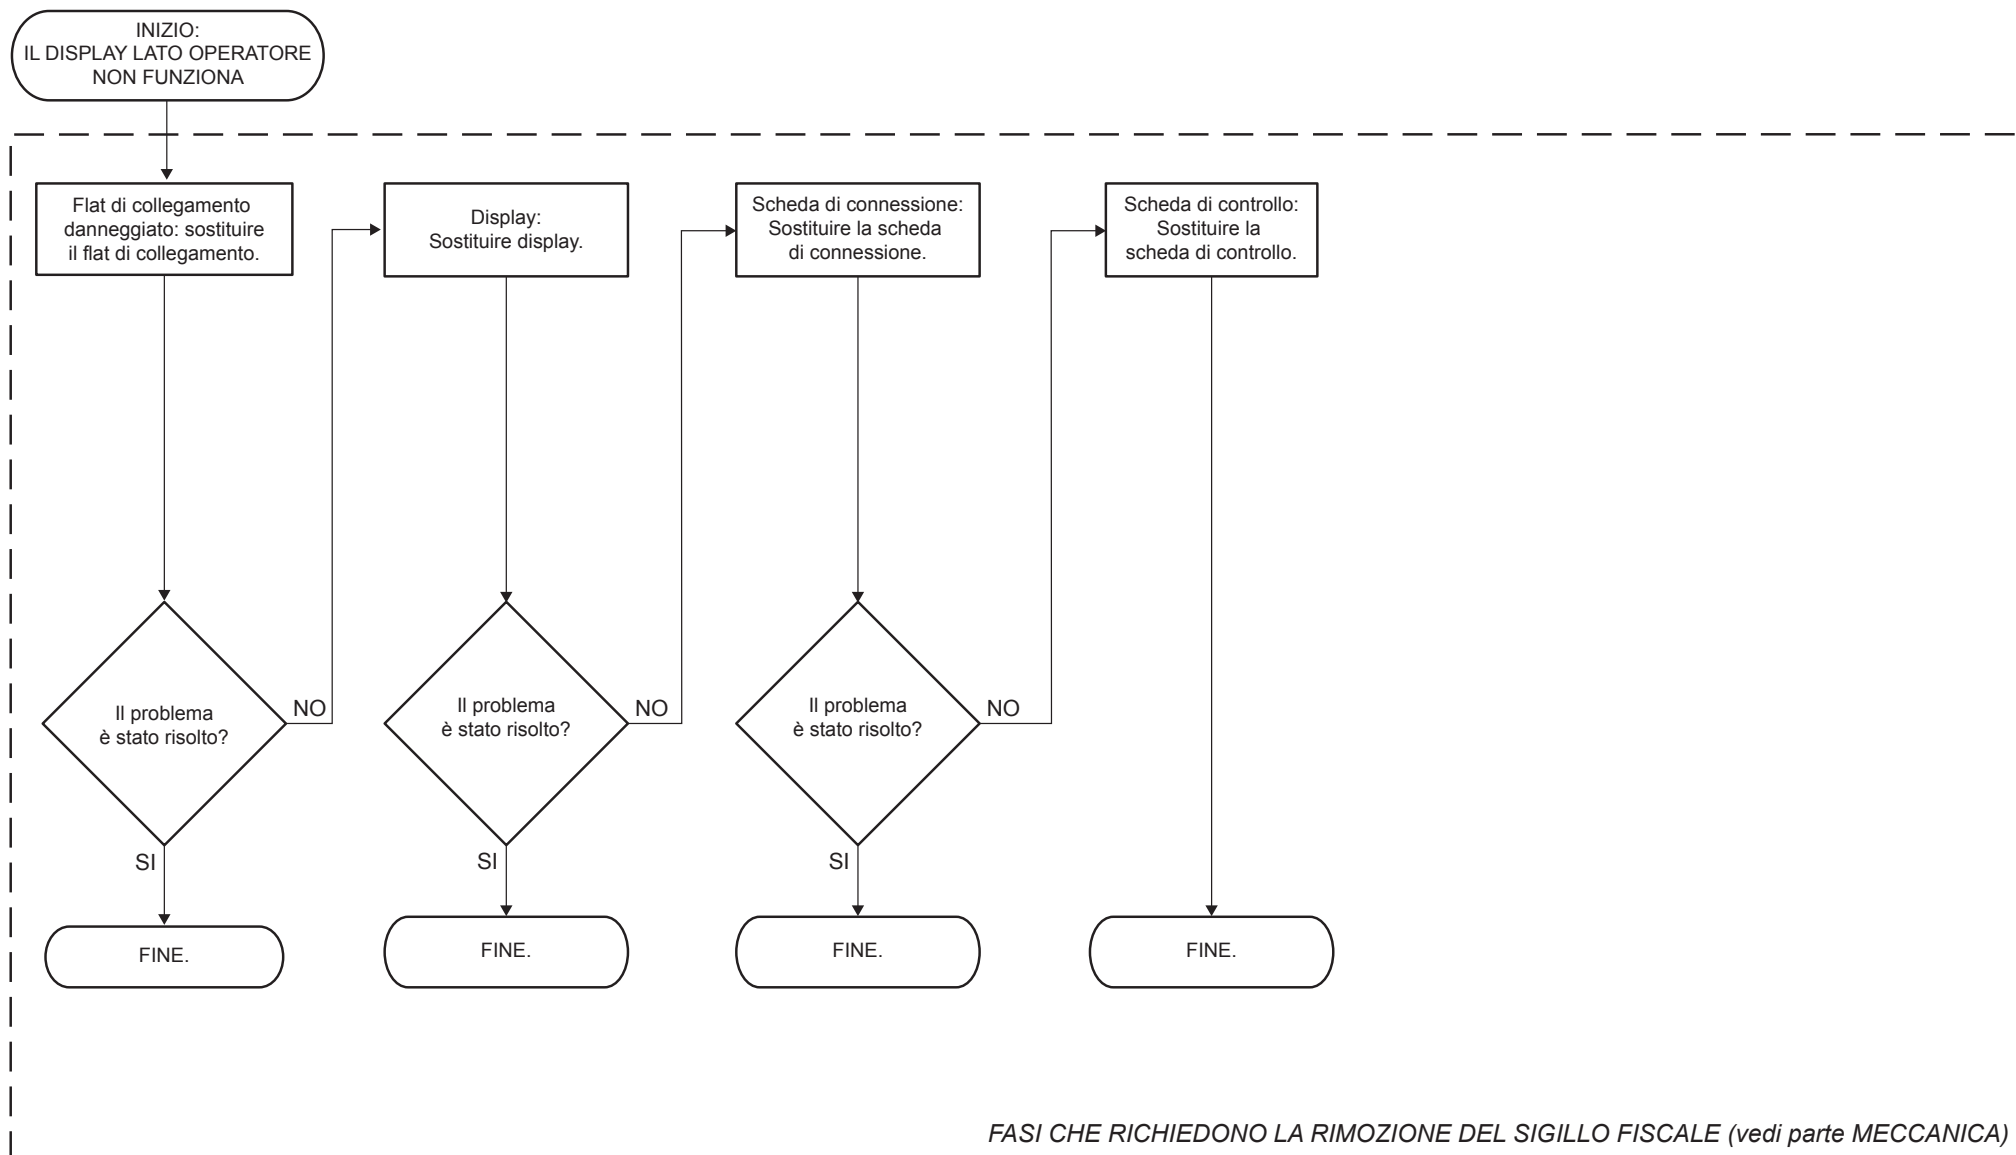 INIZIO:
IL DISPLAY LATO OPERATORE
NON FUNZIONA
Flat di collegamento
danneggiato: sostituire
il flat di collegamento.
Display:
Sostituire display.
Scheda di connessione:
Sostituire la scheda
di connessione.
Scheda di controllo:
Sostituire la
scheda di controllo.
Il problema
è stato risolto?
NO
Il problema
è stato risolto?
NO
Il problema
è stato risolto?
NO
SI
SI
SI
FINE.
FINE.
FINE.
FINE.
FASI CHE RICHIEDONO LA RIMOZIONE DEL SIGILLO FISCALE (vedi parte MECCANICA)